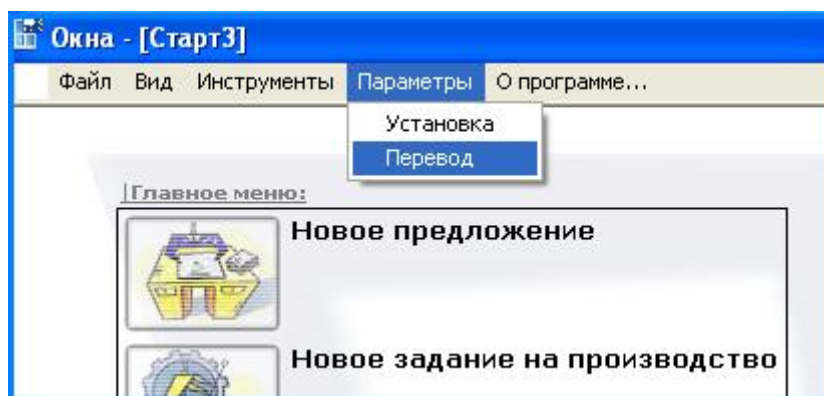 Окна - [Старт3]
Файл Вид Инструменты Параметры О программе...
Установка
Перевод
|Главное меню:
Новое предложение
Новое задание на производство